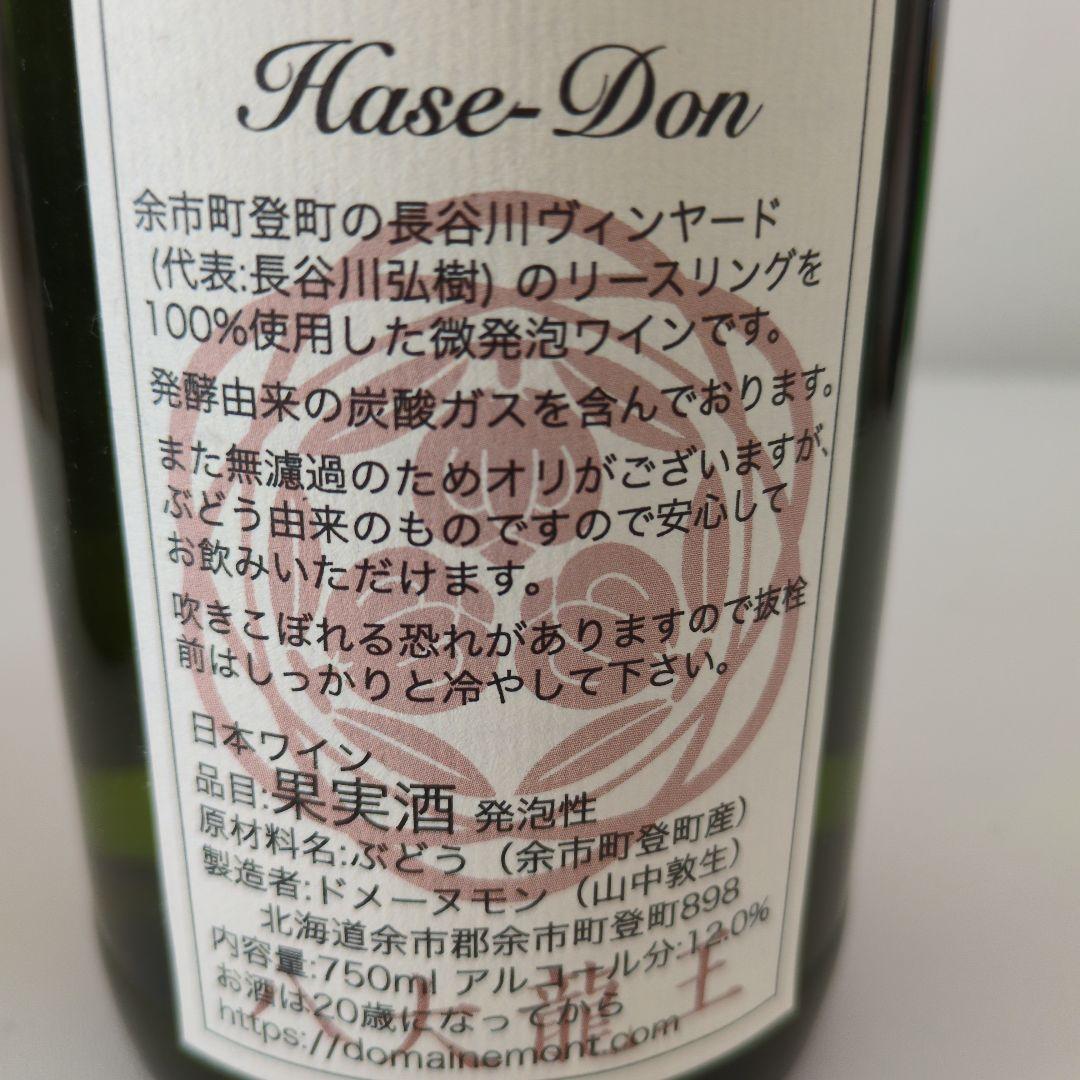 Hase-Don
余市町登町の長谷川ヴィンヤード
(代表:長谷川弘樹) のリースリングを
100%使用した微発泡ワインです。
発酵由来の炭酸ガスを含んでおります。
また無濾過のためオリがございますが、
ぶどう由来のものですので安心して
お飲みいただけます。
吹きこぼれる恐れがありますので抜栓
前はしっかりと冷やして下さい。
日本ワイン
品目:果実酒 発泡性
原材料名:ぶどう（余市町登町産）
製造者:ドメーヌモン（山中敦生）
北海道余市郡余市町登町898
内容量:750ml アルコール分:12.0%
お酒は20歳になってから
https://domainemont.com
八大龍王